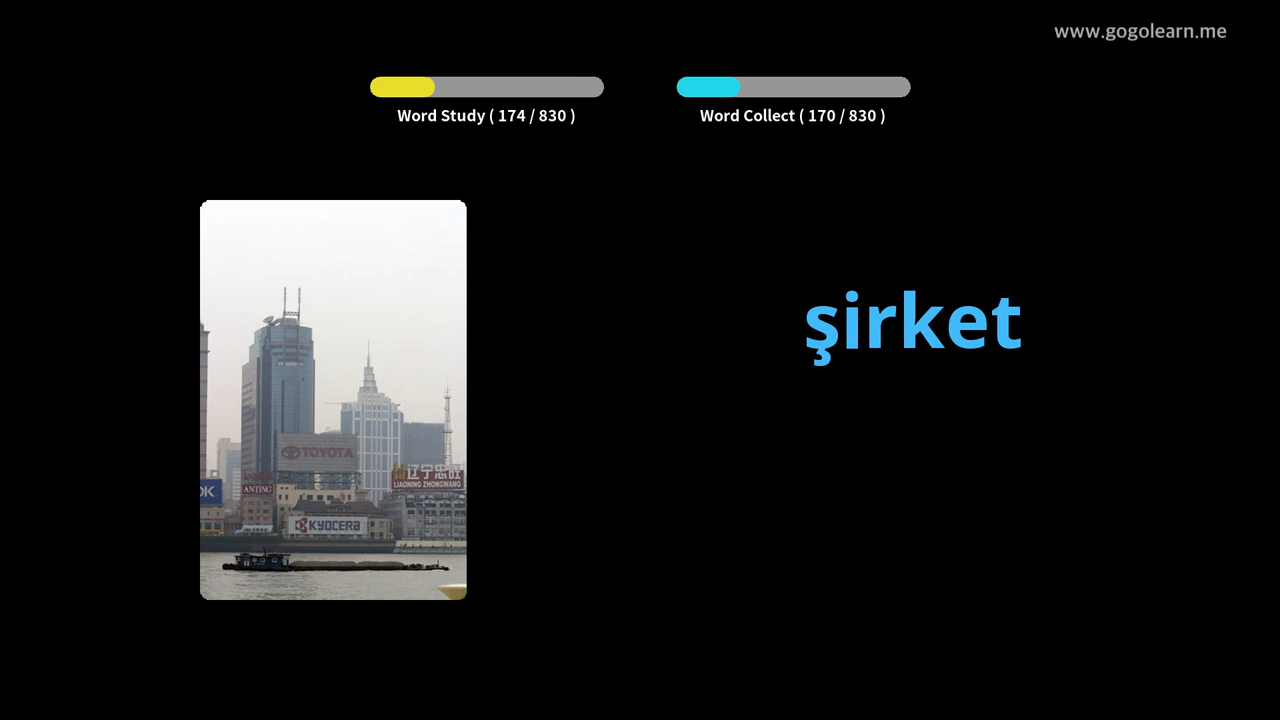 www.gogolearn.me
Word Study ( 174 / 830 )
Word Collect ( 170 / 830 )
şirket
TOYOTA
辽宁忠旺
LIAONING ZHONGWANG
OK
ANTING
KYOCERA